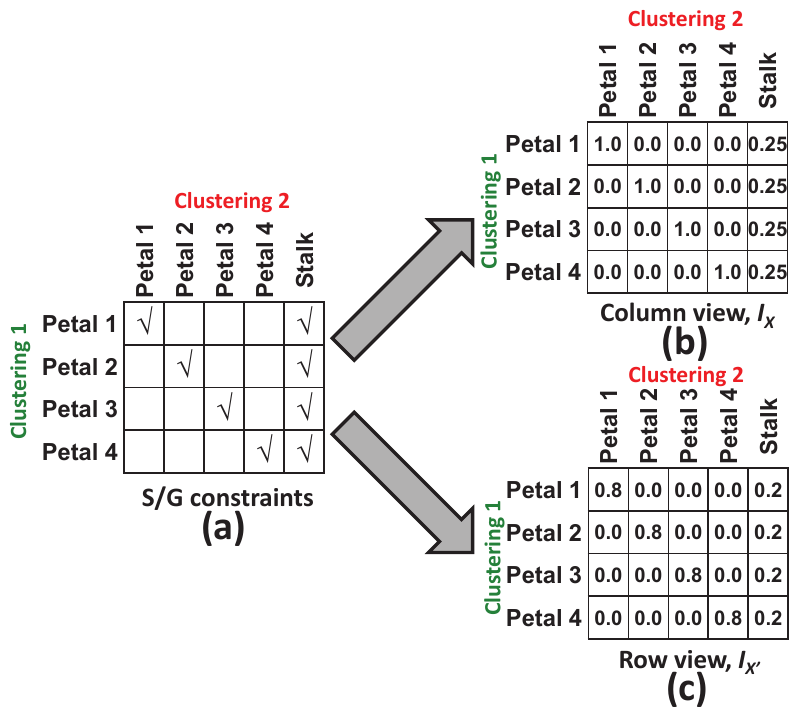 Clustering 2
Petal 1 Petal 2 Petal 3 Petal 4 Stalk
Clustering 1
Petal 1 √ √
Petal 2 √ √
Petal 3 √ √
Petal 4 √ √
S/G constraints
(a)
Clustering 2
Petal 1 Petal 2 Petal 3 Petal 4 Stalk
Clustering 1
Petal 1 1.0 0.0 0.0 0.0 0.25
Petal 2 0.0 1.0 0.0 0.0 0.25
Petal 3 0.0 0.0 1.0 0.0 0.25
Petal 4 0.0 0.0 0.0 1.0 0.25
Column view, IX
(b)
Clustering 2
Petal 1 Petal 2 Petal 3 Petal 4 Stalk
Clustering 1
Petal 1 0.8 0.0 0.0 0.0 0.2
Petal 2 0.0 0.8 0.0 0.0 0.2
Petal 3 0.0 0.0 0.8 0.0 0.2
Petal 4 0.0 0.0 0.0 0.8 0.2
Row view, IX’
(c)